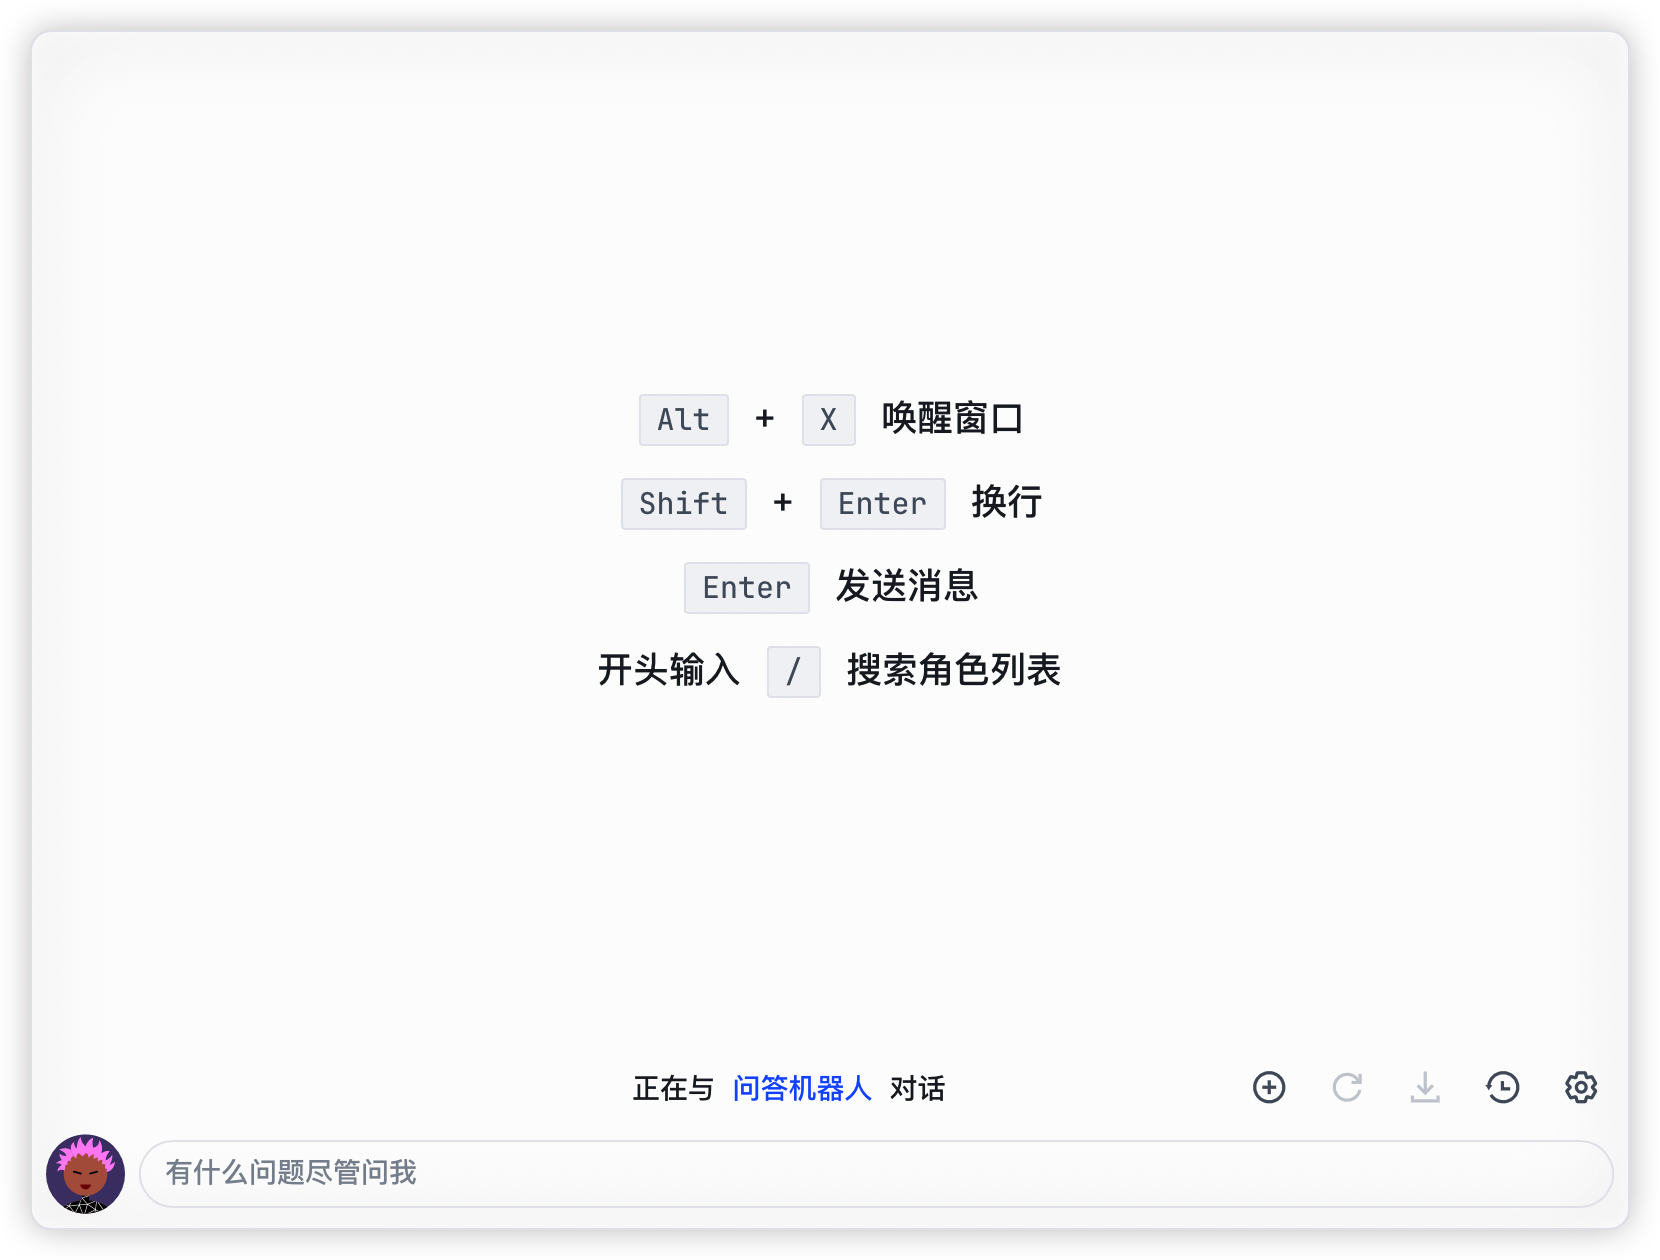 Alt + X 唤醒窗口
Shift + Enter 换行
Enter 发送消息
开头输入 / 搜索角色列表
正在与 问答机器人 对话
有什么问题尽管问我